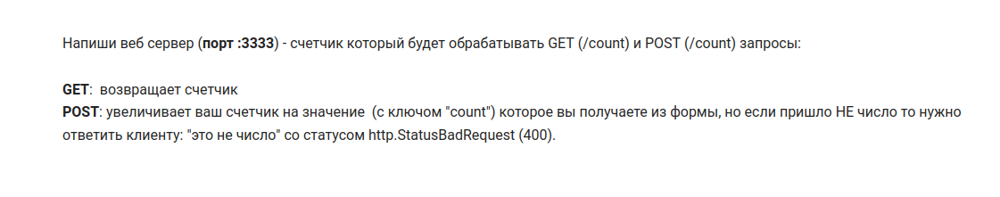 Напиши веб сервер (порт :3333) - счетчик который будет обрабатывать GET (/count) и POST (/count) запросы:
GET:  возвращает счетчик
POST: увеличивает ваш счетчик на значение  (с ключом "count") которое вы получаете из формы, но если пришло НЕ число то нужно
ответить клиенту: "это не число" со статусом http.StatusBadRequest (400).